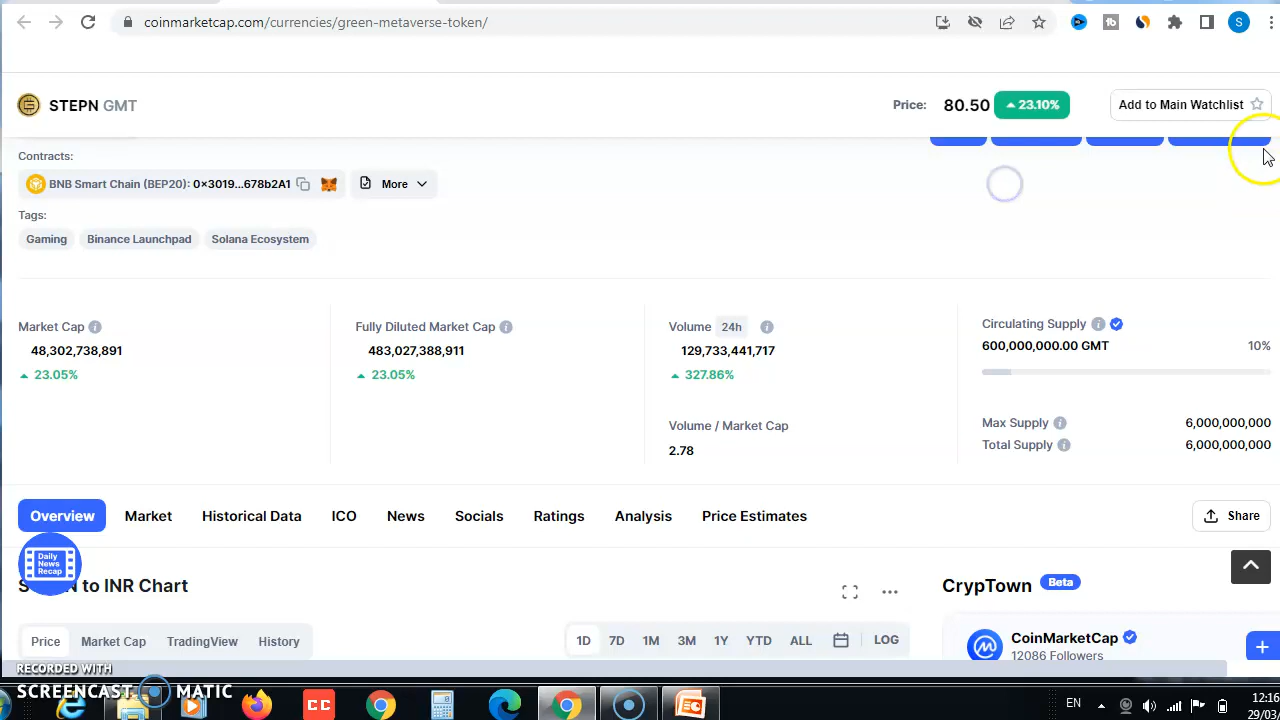 coinmarketcap.com/currencies/green-metaverse-token/
S
STEPN GMT
Price: 80.50 23.10% Add to Main Watchlist
Contracts:
BNB Smart Chain (BEP20): 0x3019...678b2A1 More
Tags:
Gaming Binance Launchpad Solana Ecosystem
Market Cap Fully Diluted Market Cap Volume 24h Circulating Supply
48,302,738,891 483,027,388,911 129,733,441,717 600,000,000.00 GMT 10%
23.05% 23.05% 327.86%
Volume / Market Cap Max Supply 6,000,000,000
2.78 Total Supply 6,000,000,000
Overview Market Historical Data ICO News Socials Ratings Analysis Price Estimates Share
Daily
News
Recap
to INR Chart
CrypTown Beta
Price Market Cap TradingView History 1D 7D 1M 3M 1Y YTD ALL LOG
CoinMarketCap
12086 Followers
RECORDED WITH
SCREENCAST MATIC
CC
EN 12:16
29/03